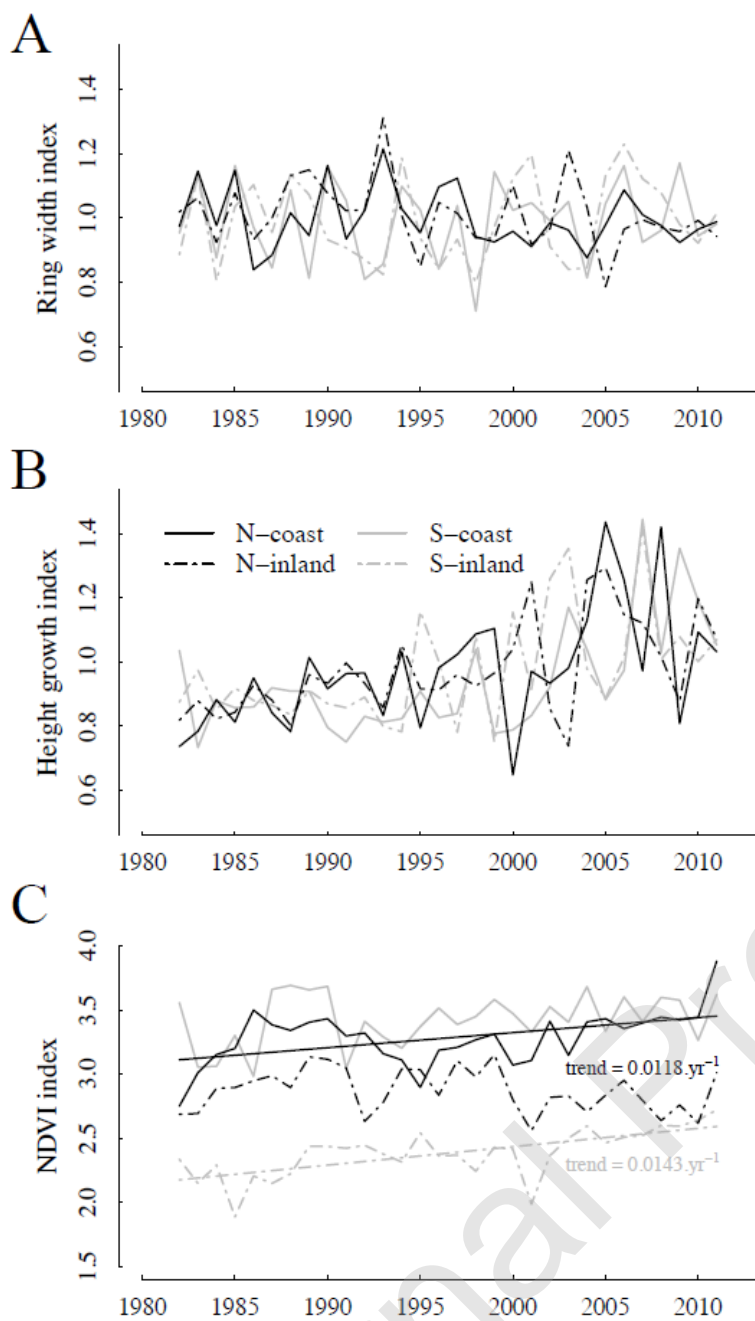 A
Ring width index
1.4
1.2
1.0
0.8
0.6
1980 1985 1990 1995 2000 2005 2010
B
Height growth index
1.4
1.2
1.0
0.8
0.6
N−coast S−coast
N−inland S−inland
1980 1985 1990 1995 2000 2005 2010
C
NDVI index
4.0
3.5
3.0
2.5
2.0
1.5
trend = 0.0118.yr⁻¹
trend = 0.0143.yr⁻¹
1980 1985 1990 1995 2000 2005 2010
nal Pr